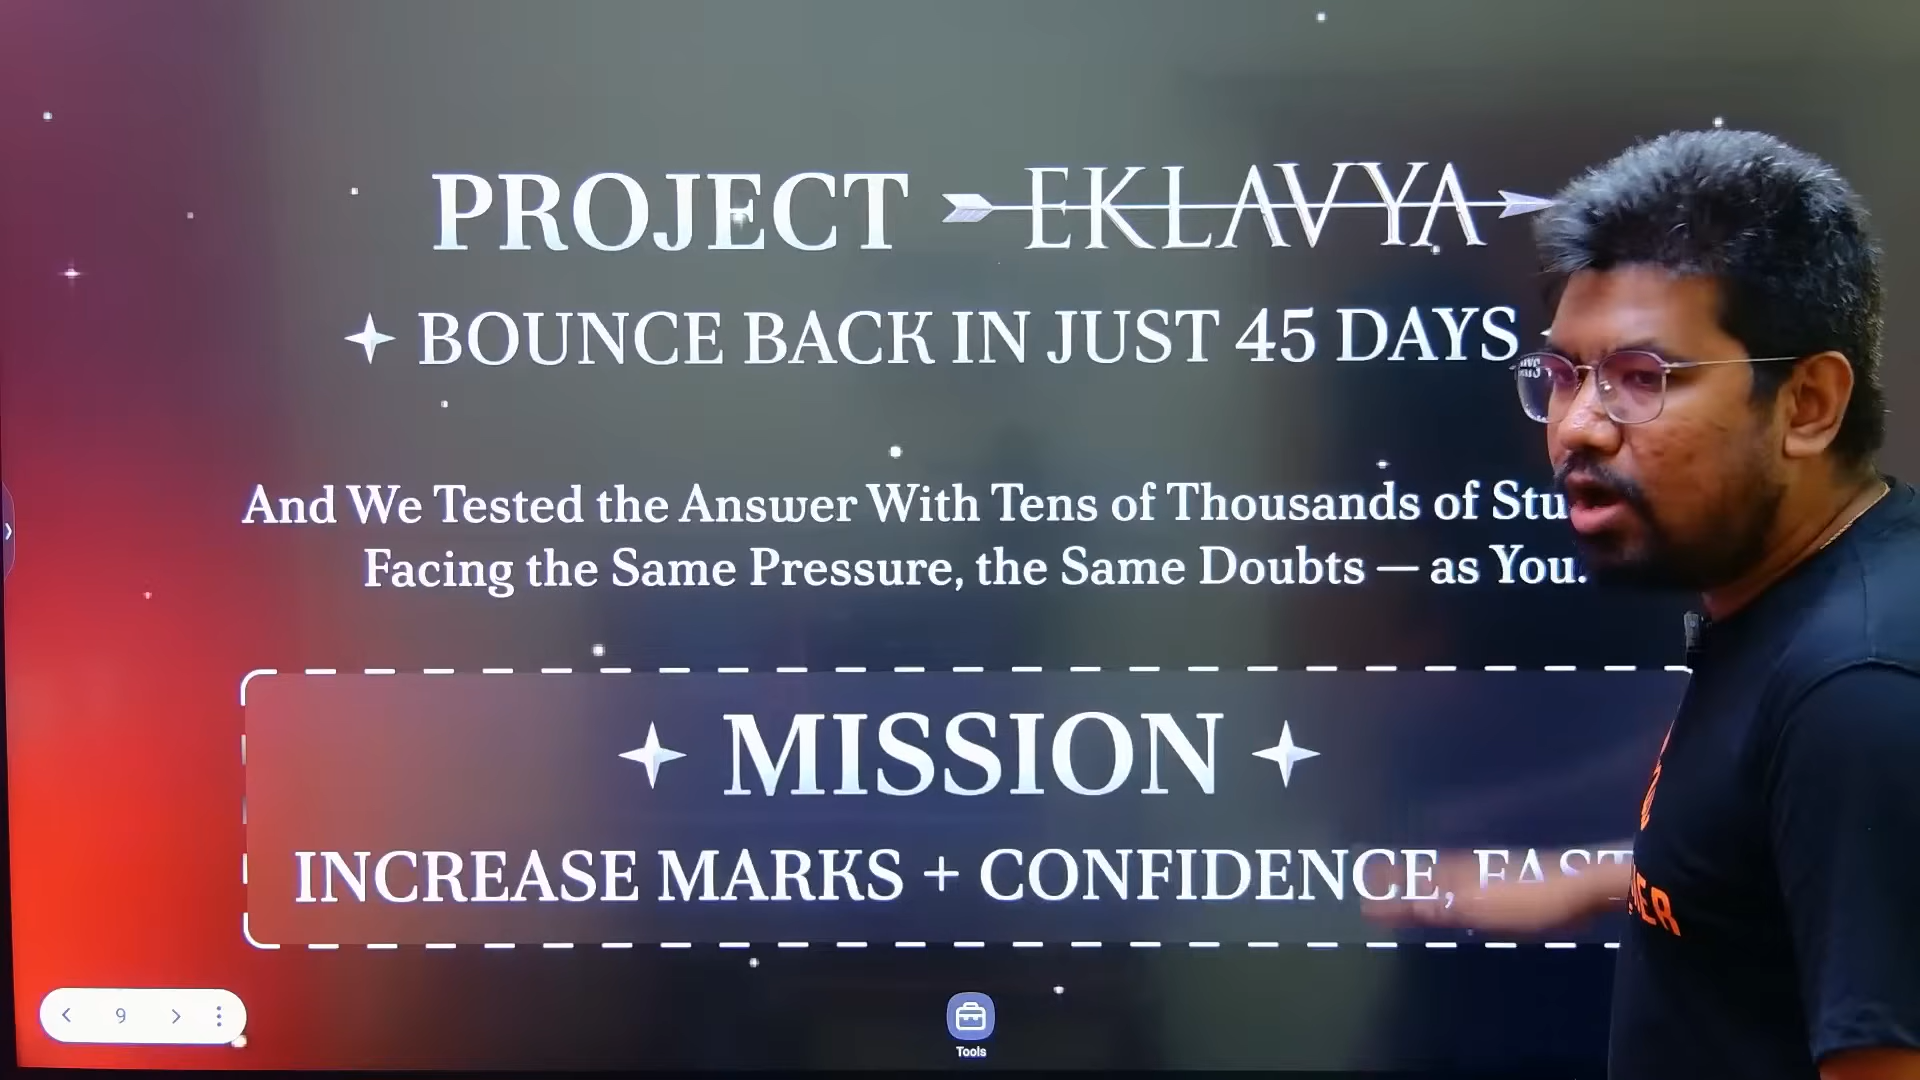 PROJECT EKLAVYA
BOUNCE BACK IN JUST 45 DAYS
And We Tested the Answer With Tens of Thousands of
Facing the Same Pressure, the Same Doubts — as You.
MISSION
INCREASE MARKS + CONFIDENCE, FAST
9
Tools